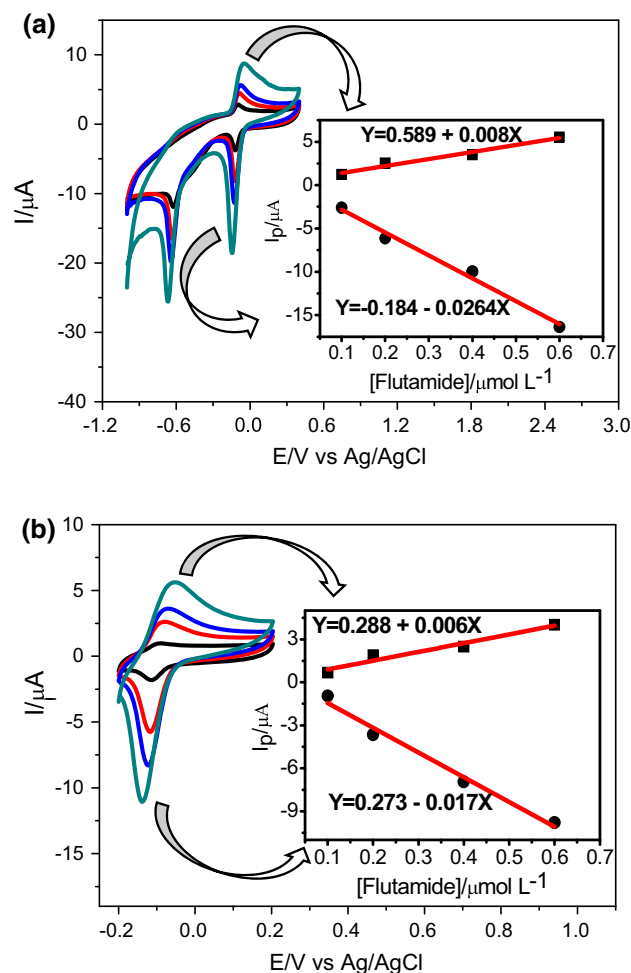 (a)
10
0
-10
-20
-30
-40
I/μA
-1.2 -0.6 0.0 0.6 1.2 1.8 2.4 3.0
E/V vs Ag/AgCl
Y=0.589 + 0.008X
5
0
-5
-10
-15
Ip/μA
Y=-0.184 - 0.0264X
0.1 0.2 0.3 0.4 0.5 0.6 0.7
[Flutamide]/μmol L-1
(b)
10
5
0
-5
-10
-15
I/μA
i
-0.2 0.0 0.2 0.4 0.6 0.8 1.0
E/V vs Ag/AgCl
Y=0.288 + 0.006X
3
0
-3
-6
-9
Ip/μA
Y=0.273 - 0.017X
0.1 0.2 0.3 0.4 0.5 0.6 0.7
[Flutamide]/μmol L-1